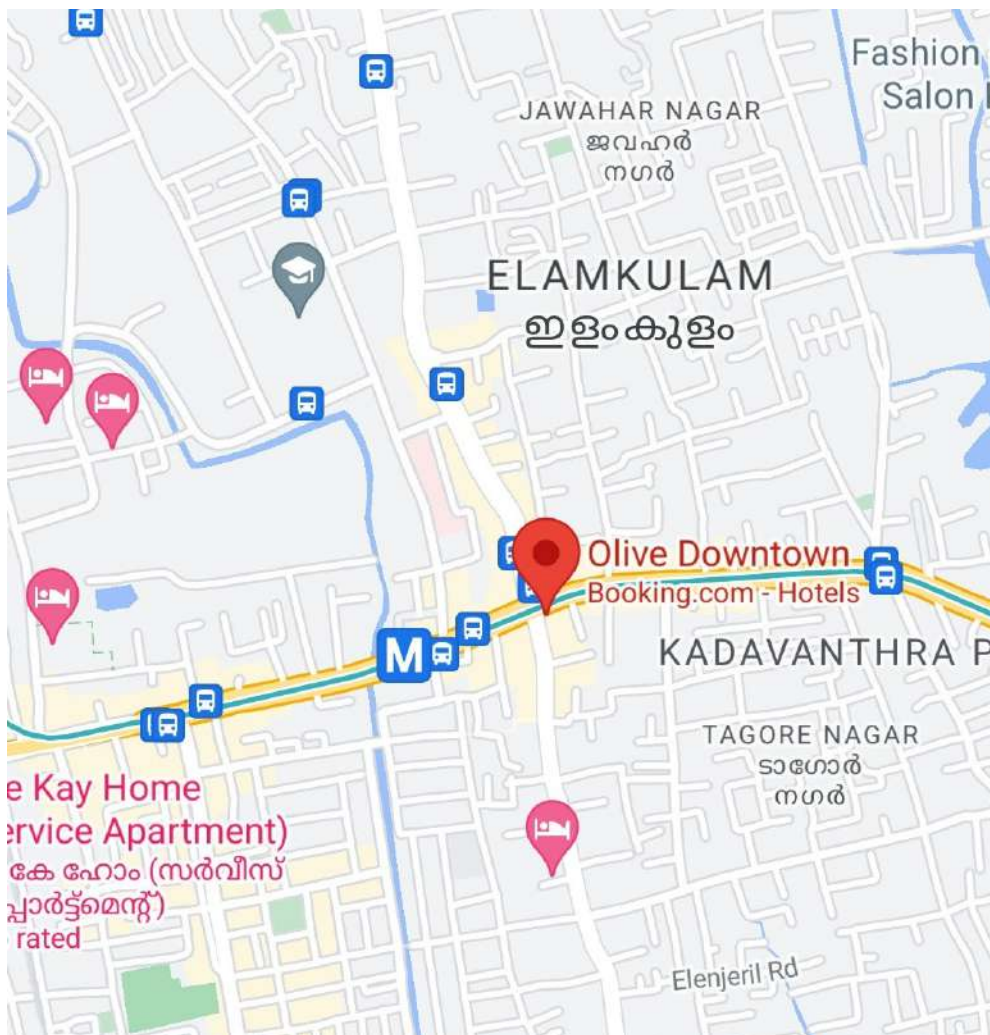 Fashion
Salon
JAWAHAR NAGAR
ജവഹർ
നഗർ
ELAMKULAM
ഇളംകുളം
Olive Downtown
Booking.com - Hotels
M
KADAVANTHRA P
TAGORE NAGAR
ടാഗോർ
നഗർ
e Kay Home
ervice Apartment)
കേ ഹോം (സർവീസ്
പ്പാർട്ട്മെന്റ്)
rated
Elenjeril Rd